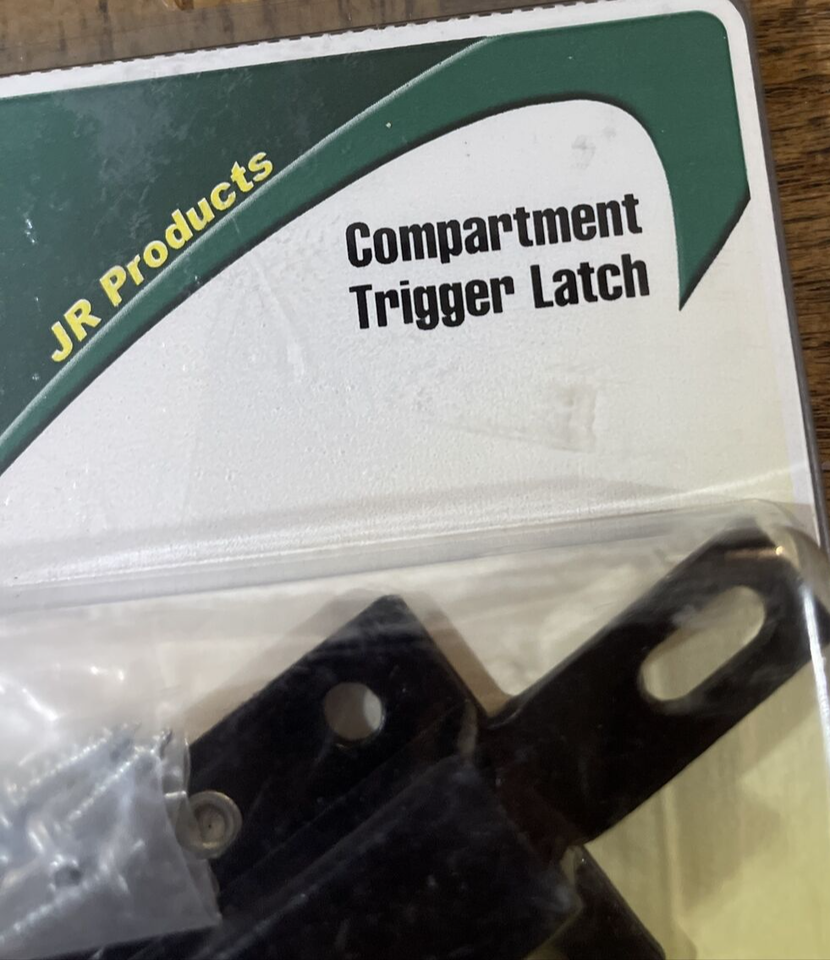 JR Products
Compartment
Trigger Latch